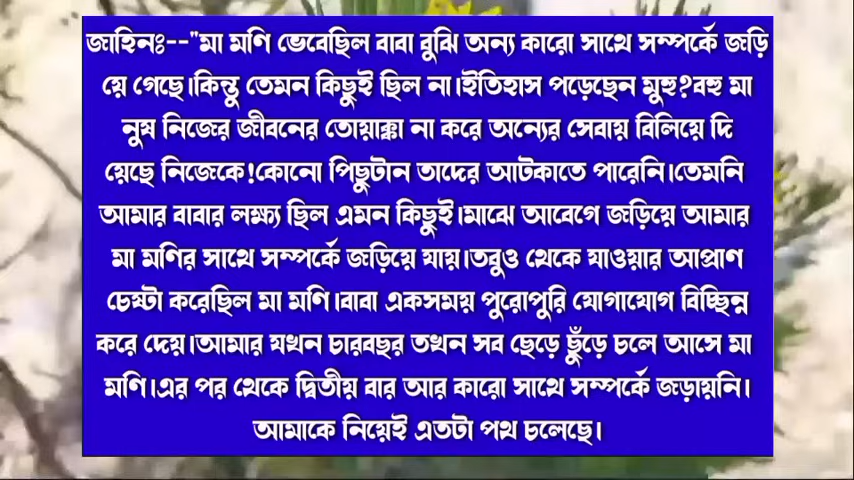 জাহিনঃ--"মা মণি ভেবেছিল বাবা বুঝি অন্য কারো সাথে সম্পর্কে জড়ি
য়ে গেছে।কিন্তু তেমন কিছুই ছিল না।ইতিহাস পড়েছেন মুহু?বহু মা
নুষ নিজের জীবনের তোয়াক্কা না করে অন্যের সেবায় বিলিয়ে দি
য়েছে নিজেকে!কোনো পিছুটান তাদের আটকাতে পারেনি।তেমনি
আমার বাবার লক্ষ্য ছিল এমন কিছুই।মাঝে আবেগে জড়িয়ে আমার
মা মণির সাথে সম্পর্কে জড়িয়ে যায়।তবুও থেকে যাওয়ার আপ্রাণ
চেষ্টা করেছিল মা মণি।বাবা একসময় পুরোপুরি যোগাযোগ বিচ্ছিন্ন
করে দেয়।আমার যখন চারবছর তখন সব ছেড়ে ছুঁড়ে চলে আসে মা
মণি।এর পর থেকে দ্বিতীয় বার আর কারো সাথে সম্পর্কে জড়ায়নি।
আমাকে নিয়েই এতটা পথ চলেছে।